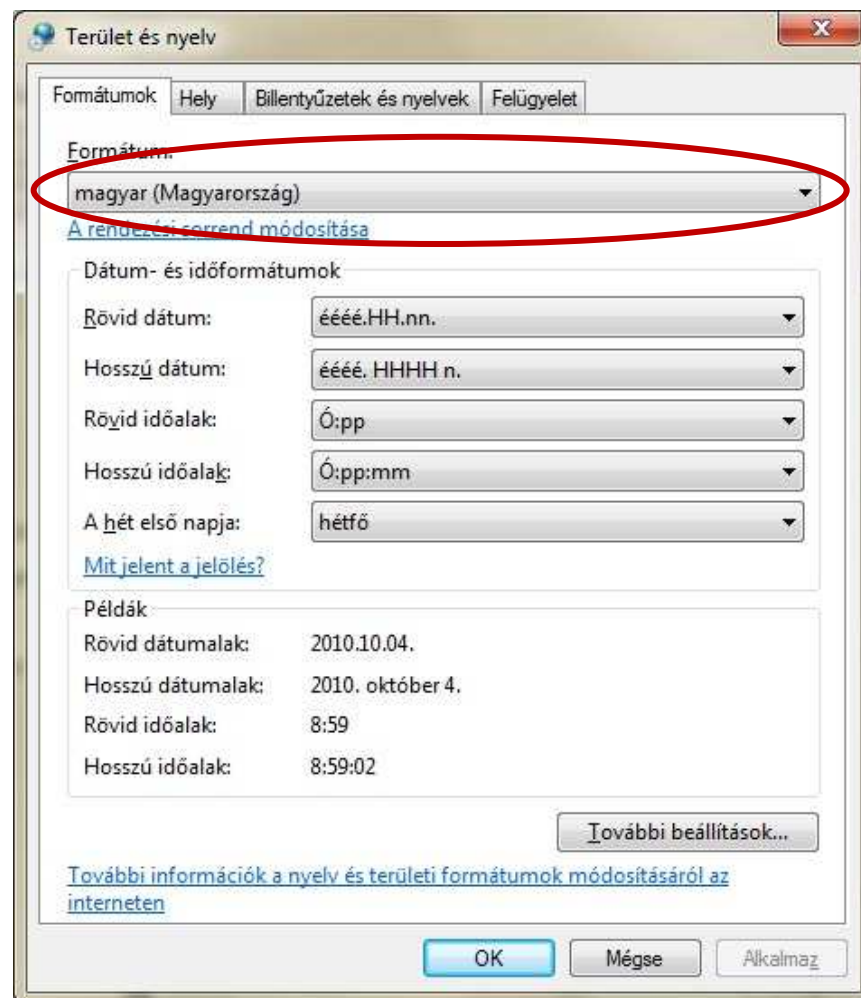 Terület és nyelv
Formátumok Hely Billentyűzetek és nyelvek Felügyelet
Formátum:
magyar (Magyarország)
A rendezési sorrend módosítása
Dátum- és időformátumok
Rövid dátum: éééé.HH.nn.
Hosszú dátum: éééé. HHHH n.
Rövid időalak: Ó:pp
Hosszú időalak: Ó:pp:mm
A hét első napja: hétfő
Mit jelent a jelölés?
Példák
Rövid dátumalak: 2010.10.04.
Hosszú dátumalak: 2010. október 4.
Rövid időalak: 8:59
Hosszú időalak: 8:59:02
További beállítások...
További információk a nyelv és területi formátumok módosításáról az
interneten
OK Mégse Alkalmaz